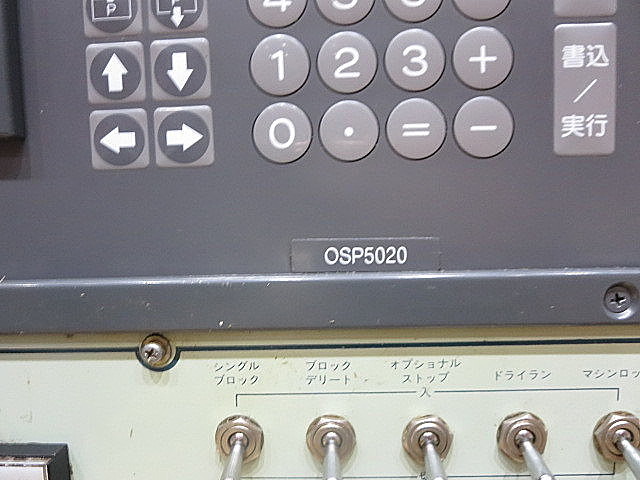 P P
1 2 3 +
0 . = -
書込
/
実行
OSP5020
シングル
ブロック
ブロック
デリート
オプショナル
ストップ
ドライラン
入